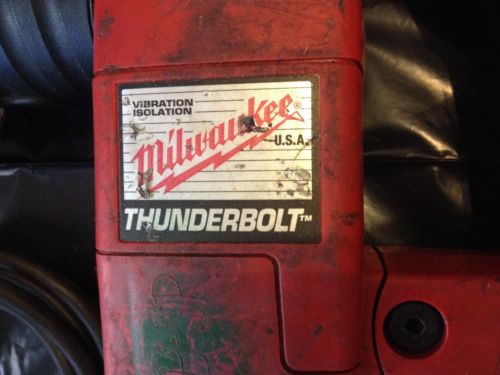 VIBRATION
ISOLATION
Milwaukee®
U.S.A.
THUNDERBOLT™